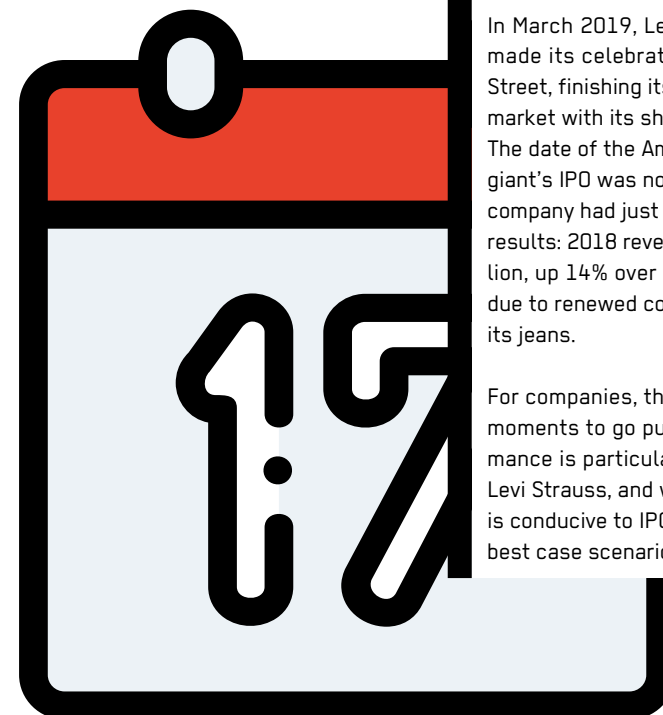 17
In March 2019, Le
made its celebrat
Street, finishing its
market with its sh
The date of the Am
giant's IPO was no
company had just
results: 2018 reve
lion, up 14% over
due to renewed co
its jeans.
For companies, th
moments to go pu
mance is particula
Levi Strauss, and w
is conducive to IPO
best case scenario